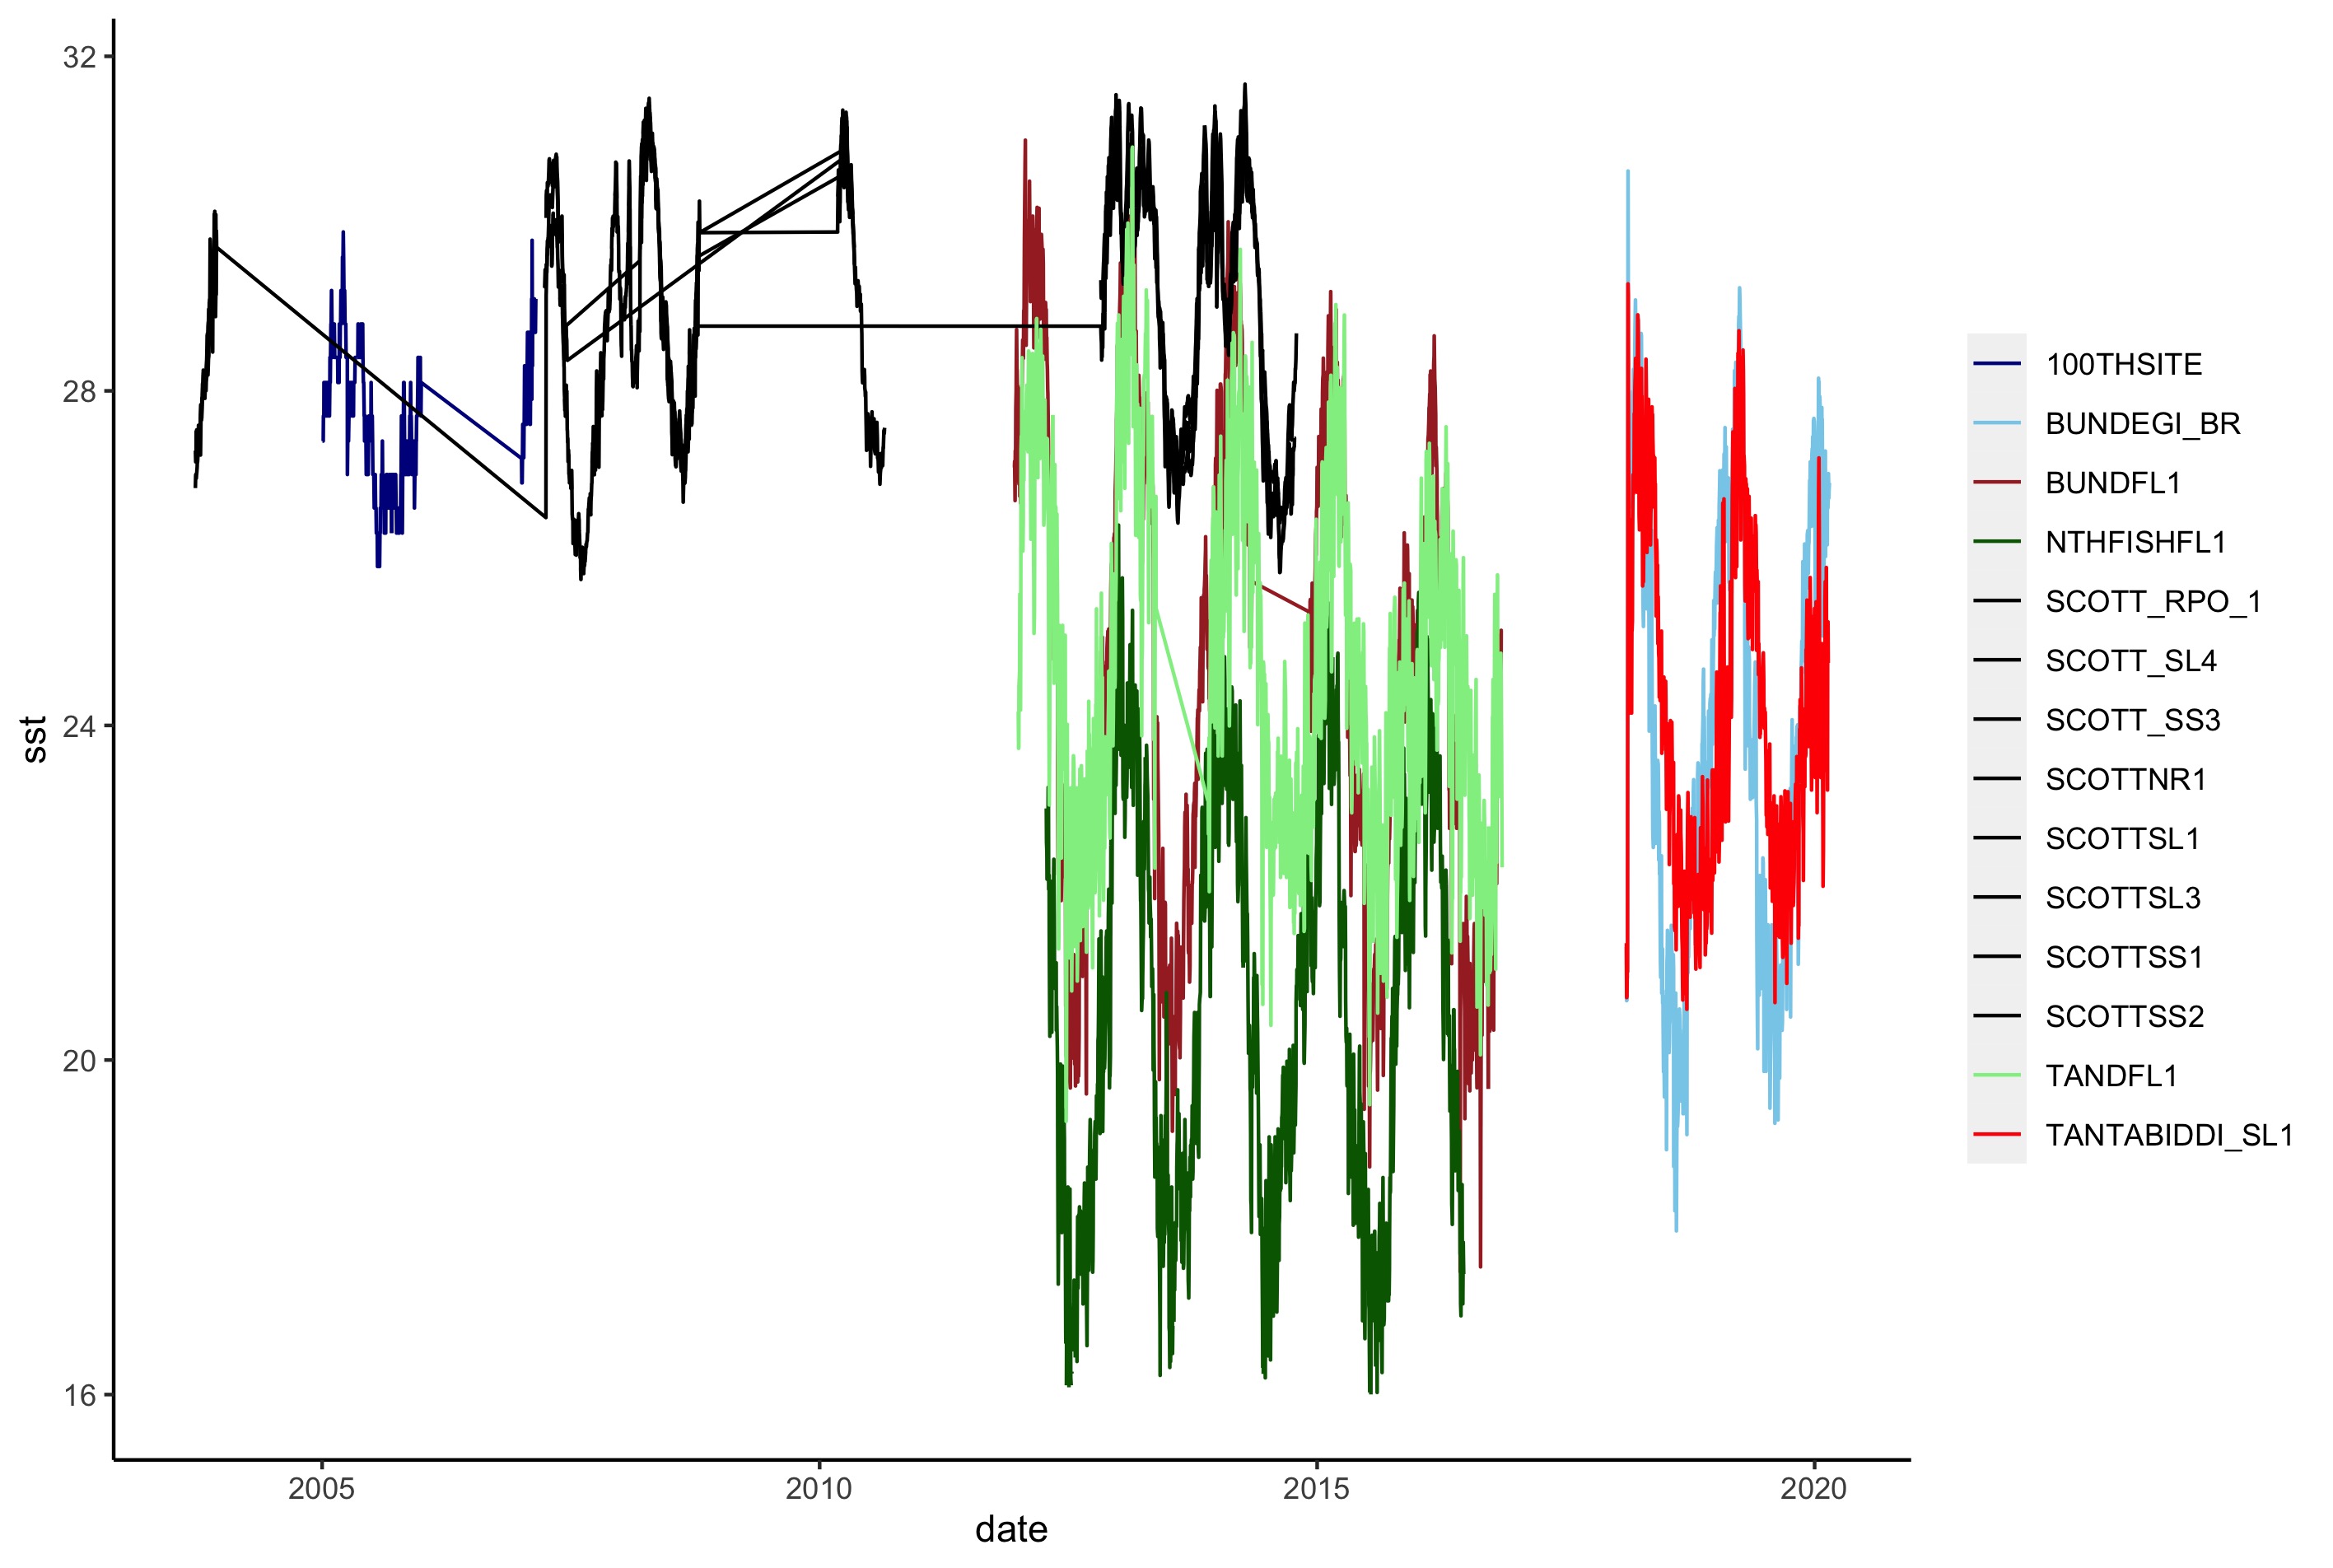 sst
32
28
24
20
16
2005
2010
2015
2020
date
100THSITE
BUNDEGI_BR
BUNDFL1
NTHFISHFL1
SCOTT_RPO_1
SCOTT_SL4
SCOTT_SS3
SCOTTNR1
SCOTTSL1
SCOTTSL3
SCOTTSS1
SCOTTSS2
TANDFL1
TANTABIDDI_SL1